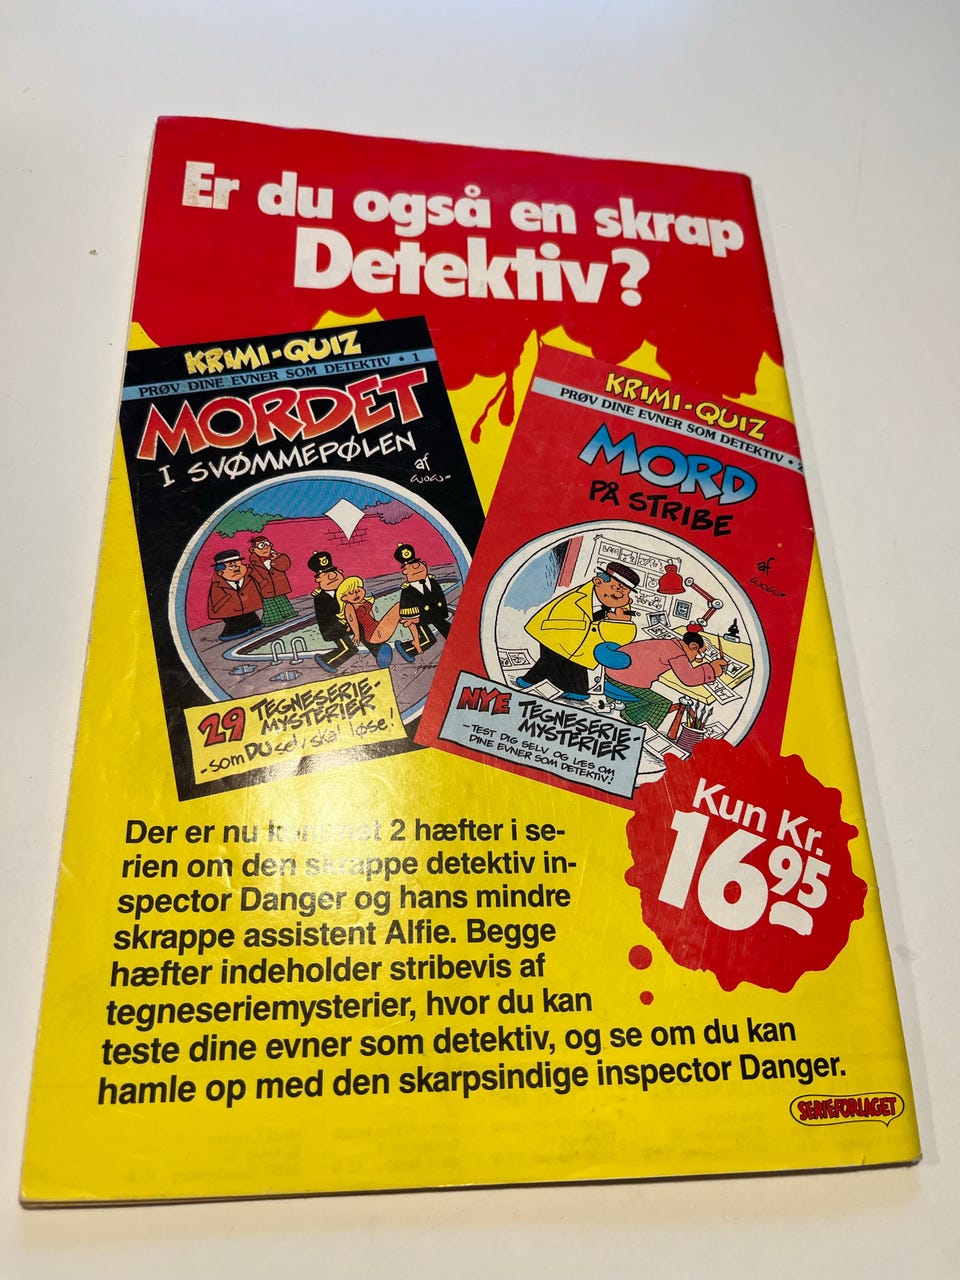 Er du også en skrap
Detektiv?
KRIMI-QUIZ
PRØV DINE EVNER SOM DETEKTIV • 1
MORDET
I SVØMMEPØLEN
af
WOW.
29 TEGNESERIE-
MYSTERIER
- som DU selv skal løse!
KRIMI-QUIZ
PRØV DINE EVNER SOM DETEKTIV • 2
MORD
PÅ STRIBE
af
WOW.
NYE TEGNESERIE-
MYSTERIER
- TEST DIG SELV OG LÆS OM
DINE EVNER SOM DETEKTIV!
Kun Kr.
16 95
Der er nu kommet 2 hæfter i se-
rien om den skrappe detektiv in-
spector Danger og hans mindre
skrappe assistent Alfie. Begge
hæfter indeholder stribevis af
tegneseriemysterier, hvor du kan
teste dine evner som detektiv, og se om du kan
hamle op med den skarpsindige inspector Danger.
SERIEFORLAGET